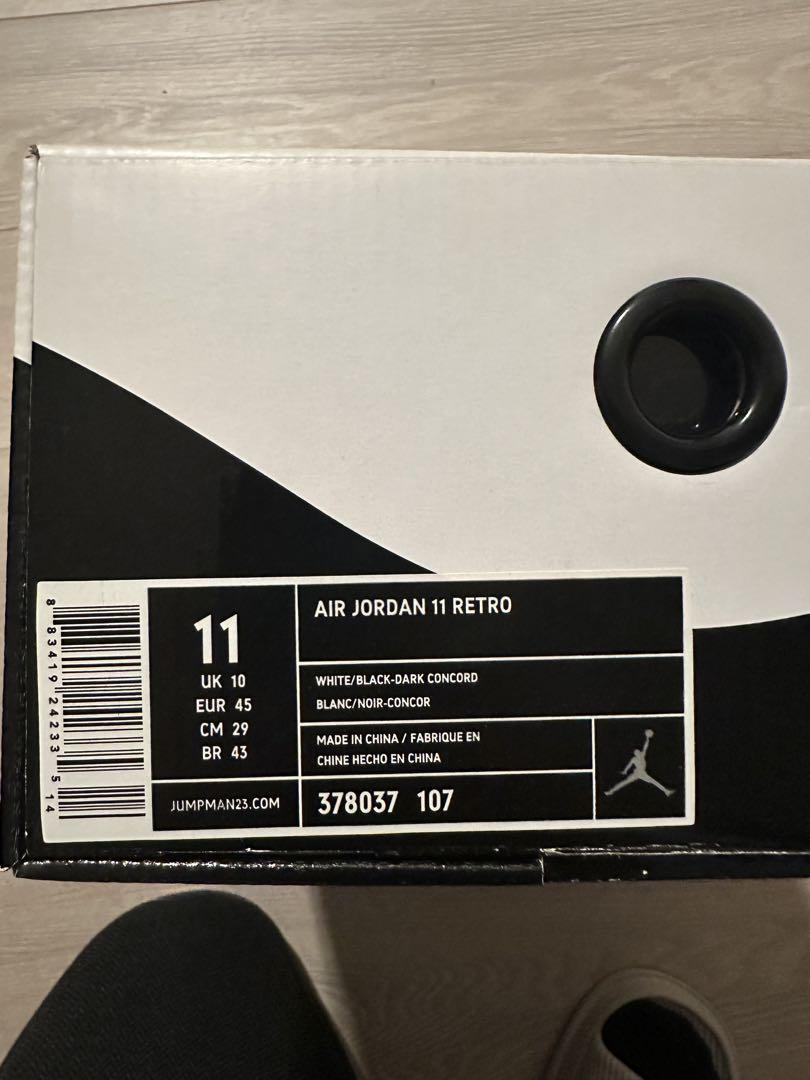 8 83419 24233 5 14
11
UK 10
EUR 45
CM 29
BR 43
JUMPMAN23.COM
AIR JORDAN 11 RETRO
WHITE/BLACK-DARK CONCORD
BLANC/NOIR-CONCOR
MADE IN CHINA / FABRIQUE EN
CHINE HECHO EN CHINA
378037 107